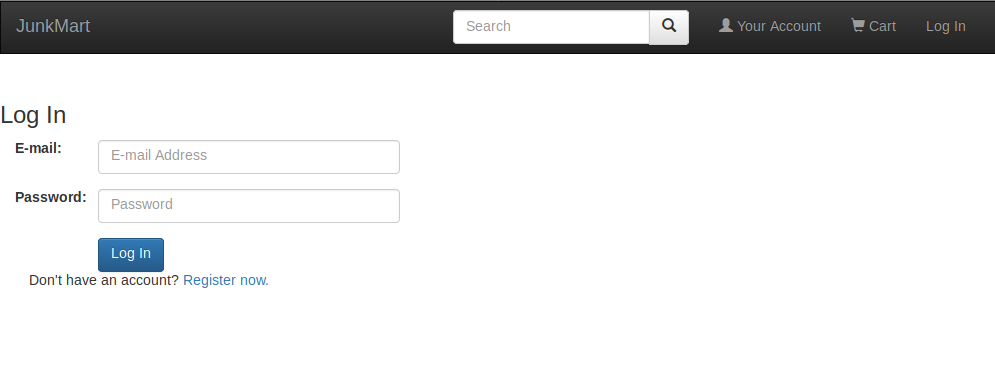 JunkMart Search Your Account Cart Log In
Log In
E-mail: E-mail Address
Password: Password
Log In
Don't have an account? Register now.